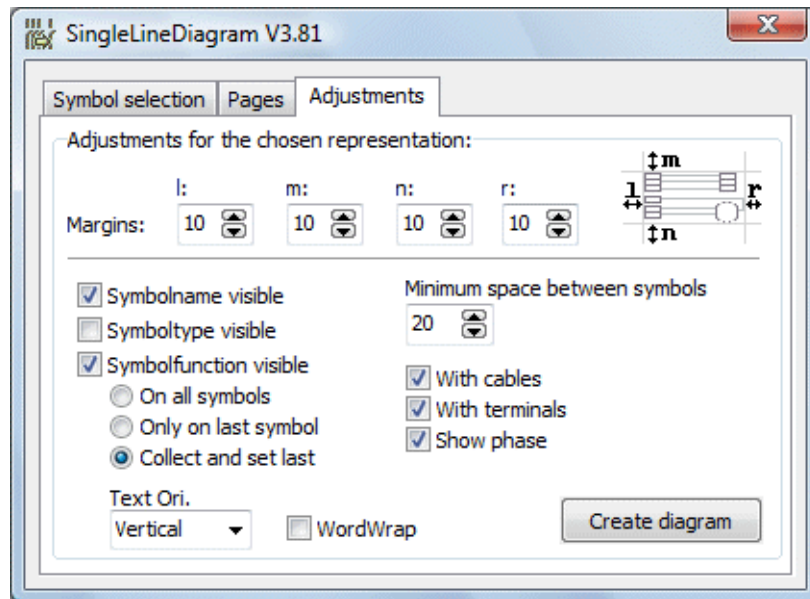 SingleLineDiagram V3.81
Symbol selection Pages Adjustments
Adjustments for the chosen representation:
l: m: n: r:
Margins: 10 10 10 10
m
l r
n
Symbolname visible
Symboltype visible
Symbolfunction visible
On all symbols
Only on last symbol
Collect and set last
Text Ori.
Vertical WordWrap
Minimum space between symbols
20
With cables
With terminals
Show phase
Create diagram